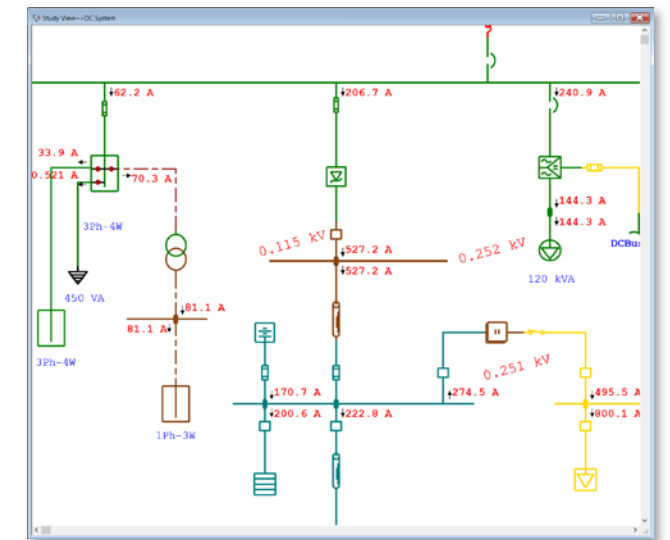 Study View=>DC System
62.2 A
206.7 A
240.9 A
33.9 A
0.521 A
70.3 A
144.3 A
144.3 A
3Ph-4W
0.115 kV
527.2 A
527.2 A
0.252 kV
DCBus
120 kVA
450 VA
81.1 A
81.1 A
3Ph-4W
0.251 kV
170.7 A
274.5 A
495.5 A
200.6 A
222.8 A
800.1 A
1Ph-3W